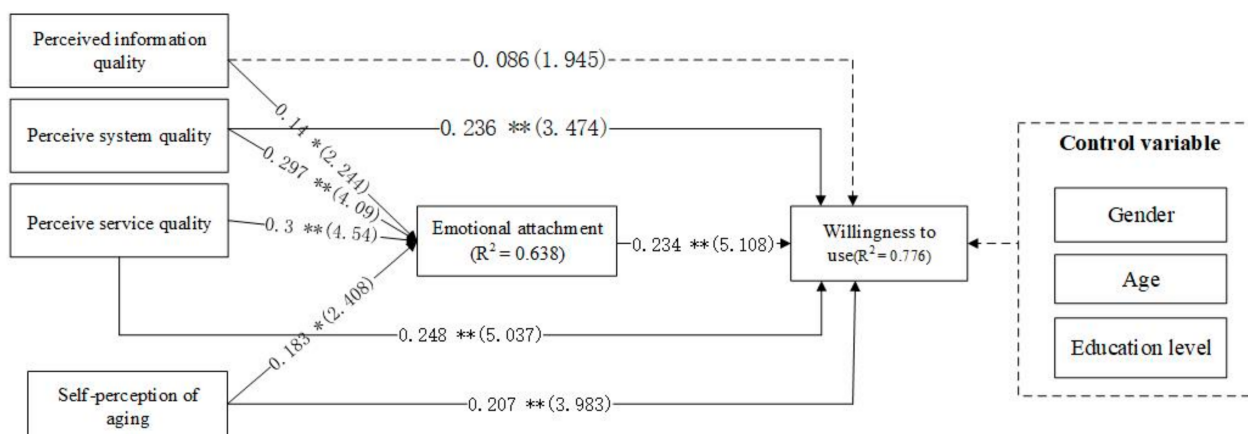 Perceived information
quality
Perceive system quality
Perceive service quality
Self-perception of
aging
0.086(1.945)
0.14 *(2.244)
0.236 **(3.474)
0.297 **(4.09)
0.3 **(4.54)
0.183 *(2.408)
Emotional attachment
(R² = 0.638)
0.234 **(5.108)
0.248 **(5.037)
0.207 **(3.983)
Willingness to
use(R² = 0.776)
Control variable
Gender
Age
Education level